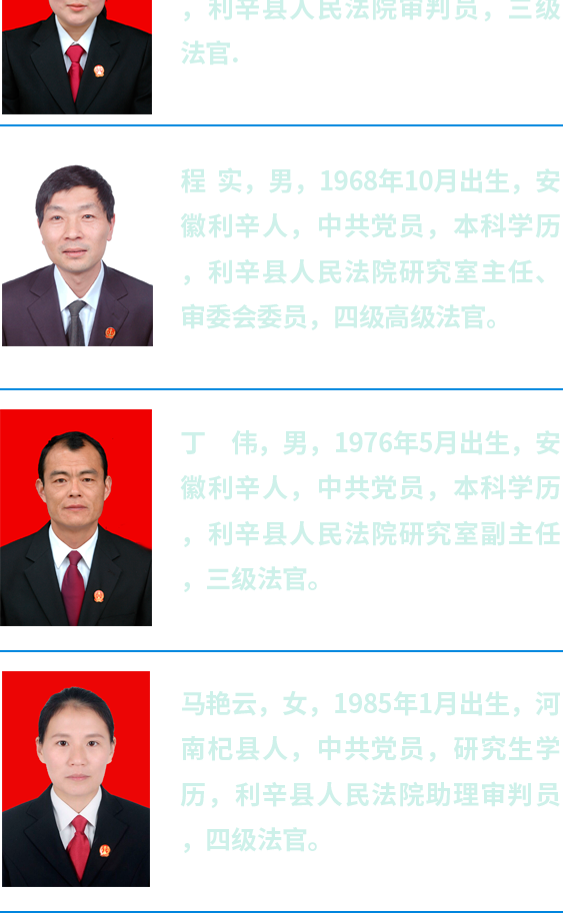 ，利辛县人民法院审判员，三级
法官.
程 实，男，1968年10月出生，安
徽利辛人，中共党员，本科学历
，利辛县人民法院研究室主任、
审委会委员，四级高级法官。
丁　伟，男，1976年5月出生，安
徽利辛人，中共党员，本科学历
，利辛县人民法院研究室副主任
，三级法官。
马艳云，女，1985年1月出生，河
南杞县人，中共党员，研究生学
历，利辛县人民法院助理审判员
，四级法官。